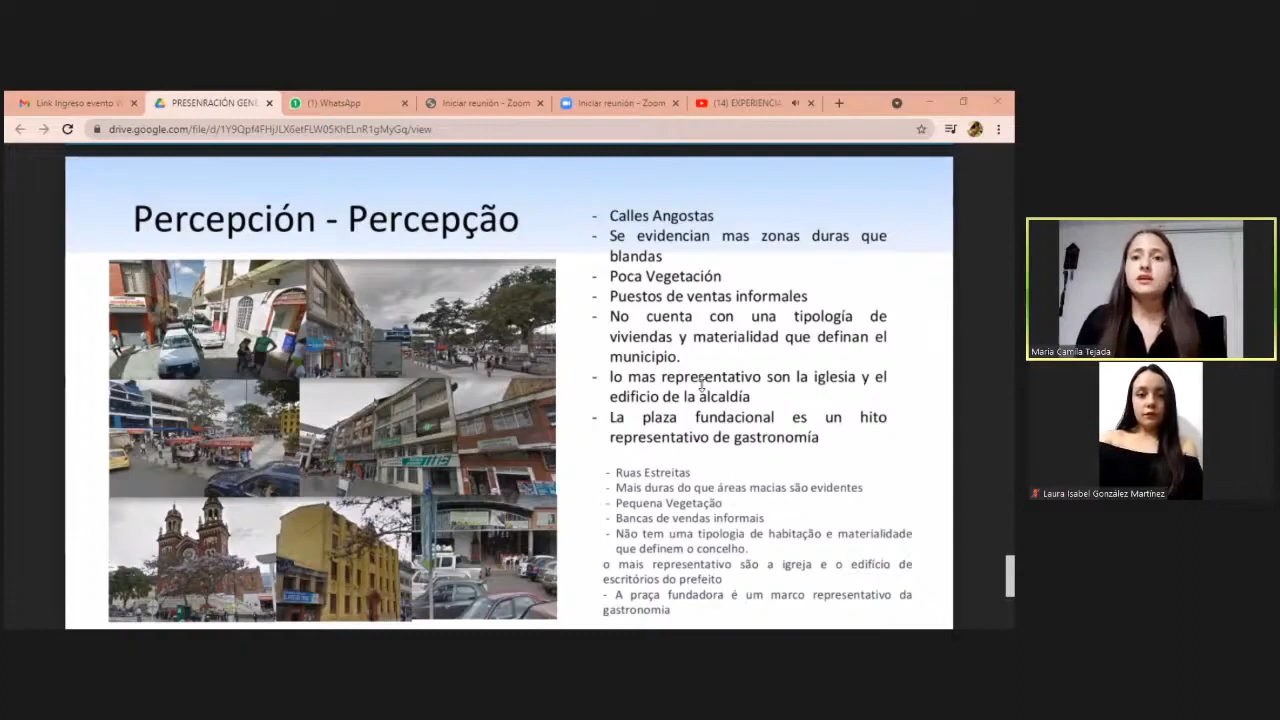 Link Ingreso evento V
PRESENRACIÓN GENE
(1) WhatsApp
Iniciar reunión - Zoom
Iniciar reunión - Zoom
(14) EXPERIENCIA
drive.google.com/file/d/1Y9Qpf4FHjJLX6etFLW05KhELnR1gMyGq/view
Percepción - Percepção
- Calles Angostas
- Se evidencian mas zonas duras que
blandas
- Poca Vegetación
- Puestos de ventas informales
- No cuenta con una tipología de
viviendas y materialidad que definan el
municipio.
- lo mas representativo son la iglesia y el
edificio de la alcaldía
- La plaza fundacional es un hito
representativo de gastronomía
- Ruas Estreitas
- Mais duras do que áreas macias são evidentes
- Pequena Vegetação
- Bancas de vendas informais
- Não tem uma tipologia de habitação e materialidade
que definem o concelho.
o mais representativo são a igreja e o edifício de
escritórios do prefeito
- A praça fundadora é um marco representativo da
gastronomia
Maria Camila Tejada
Laura Isabel González Martínez